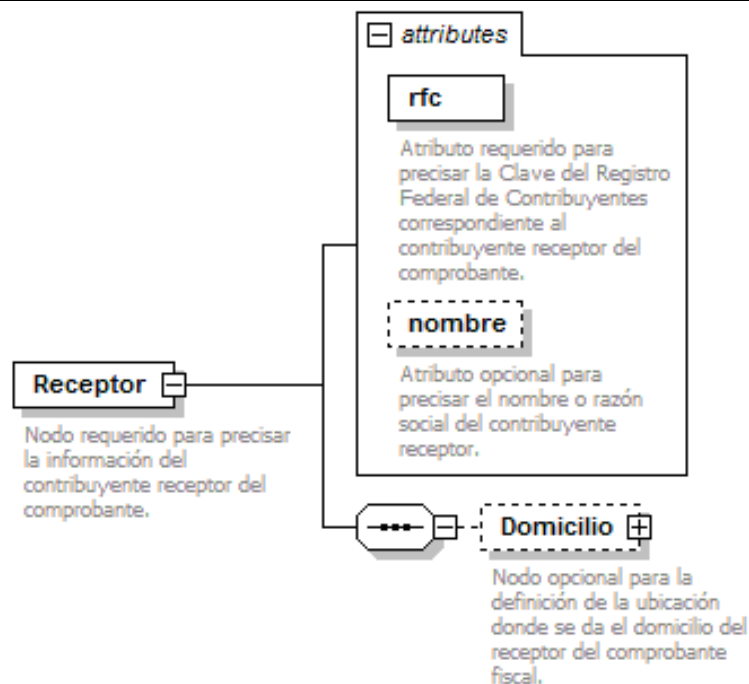 attributes
rfc
Atributo requerido para
precisar la Clave del Registro
Federal de Contribuyentes
correspondiente al
contribuyente receptor del
comprobante.
nombre
Atributo opcional para
precisar el nombre o razón
social del contribuyente
receptor.
Receptor
Nodo requerido para precisar
la información del
contribuyente receptor del
comprobante.
Domicilio
Nodo opcional para la
definición de la ubicación
donde se da el domicilio del
receptor del comprobante
fiscal.